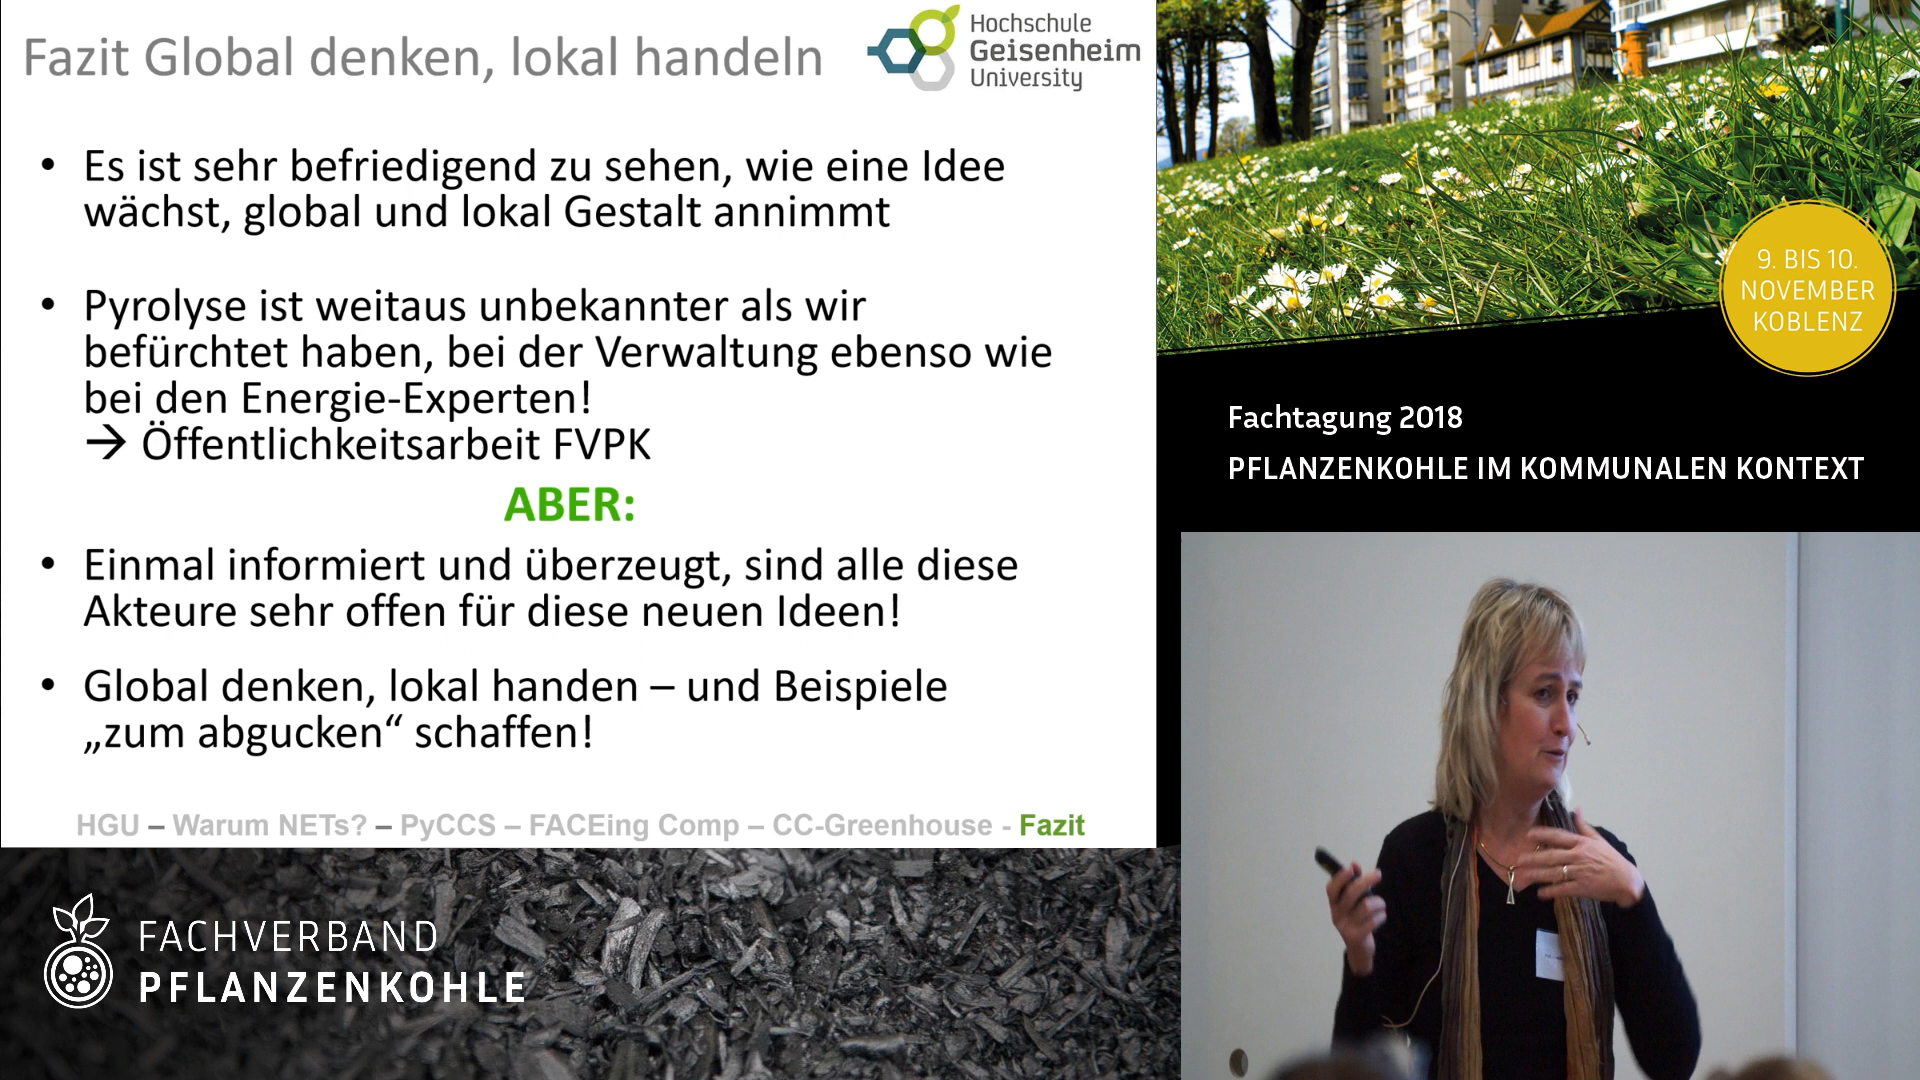 Fazit Global denken, lokal handeln
Hochschule
Geisenheim
University
• Es ist sehr befriedigend zu sehen, wie eine Idee
wächst, global und lokal Gestalt annimmt
• Pyrolyse ist weitaus unbekannter als wir
befürchtet haben, bei der Verwaltung ebenso wie
bei den Energie-Experten!
→ Öffentlichkeitsarbeit FVPK
ABER:
• Einmal informiert und überzeugt, sind alle diese
Akteure sehr offen für diese neuen Ideen!
• Global denken, lokal handen – und Beispiele
„zum abgucken“ schaffen!
HGU – Warum NETs? – PyCCS – FACEing Comp – CC-Greenhouse - Fazit
FACHVERBAND
PFLANZENKOHLE
9. BIS 10.
NOVEMBER
KOBLENZ
Fachtagung 2018
PFLANZENKOHLE IM KOMMUNALEN KONTEXT